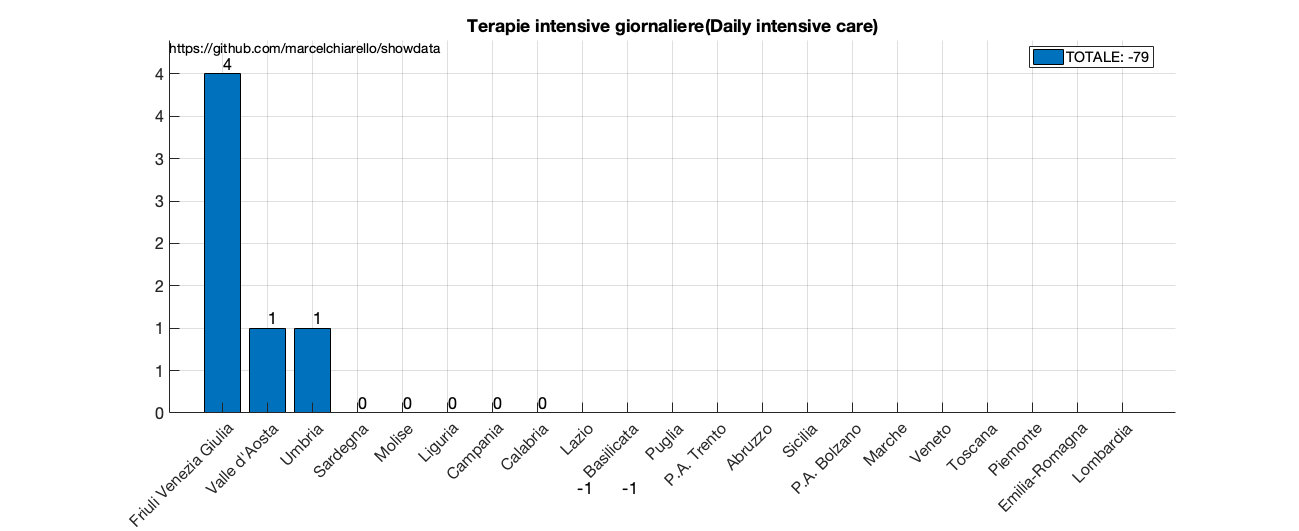 Terapie intensive giornaliere(Daily intensive care)
https://github.com/marcelchiarello/showdata
TOTALE: -79
4
4
3
3
2
2
1
1
0
4
1
1
0
0
0
0
0
-1
-1
Friuli Venezia Giulia
Valle d'Aosta
Umbria
Sardegna
Molise
Liguria
Campania
Calabria
Lazio
Basilicata
Puglia
P.A. Trento
Abruzzo
Sicilia
P.A. Bolzano
Marche
Veneto
Toscana
Piemonte
Emilia-Romagna
Lombardia